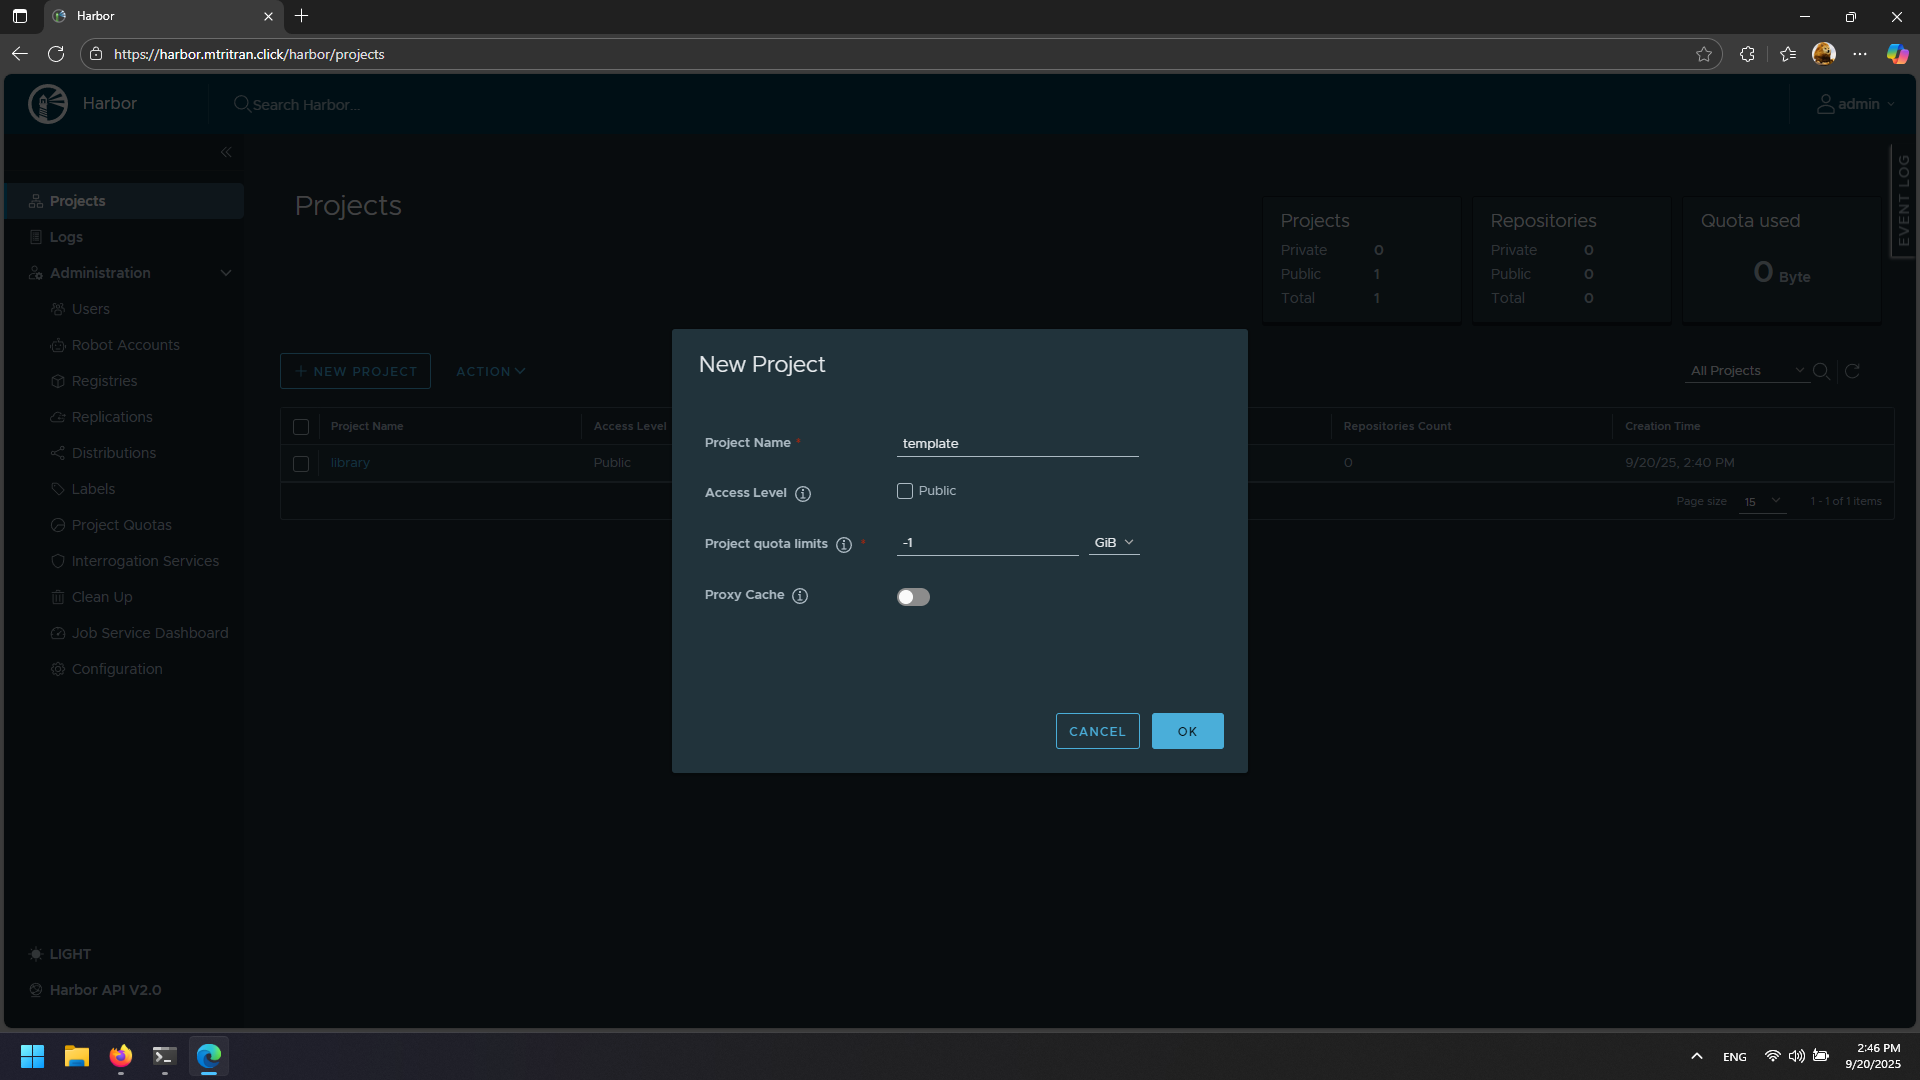 Harbor
https://harbor.mtritran.click/harbor/projects
Harbor
Search Harbor...
admin
EVENT LOG
Projects
Logs
Administration
Users
Robot Accounts
Registries
Replications
Distributions
Labels
Project Quotas
Interrogation Services
Clean Up
Job Service Dashboard
Configuration
LIGHT
Harbor API V2.0
Projects
Projects
Private 0
Public 1
Total 1
Repositories
Private 0
Public 0
Total 0
Quota used
0 Byte
+ NEW PROJECT ACTION
All Projects
Project Name Access Level Repositories Count Creation Time
library Public 0 9/20/25, 2:40 PM
Page size 15 1 - 1 of 1 items
New Project
Project Name * template
Access Level Public
Project quota limits * -1 GiB
Proxy Cache
CANCEL OK
ENG
2:46 PM
9/20/2025